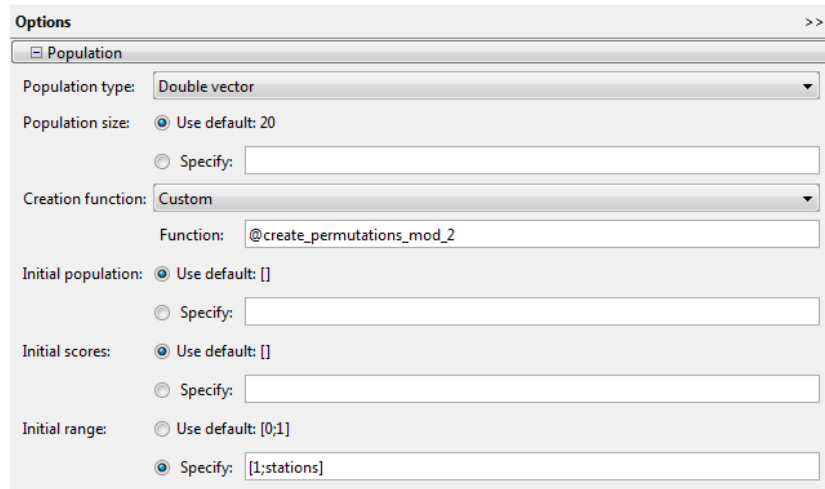 Options >>
Population
Population type: Double vector
Population size: Use default: 20
Specify:
Creation function: Custom
Function: @create_permutations_mod_2
Initial population: Use default: []
Specify:
Initial scores: Use default: []
Specify:
Initial range: Use default: [0;1]
Specify: [1;stations]